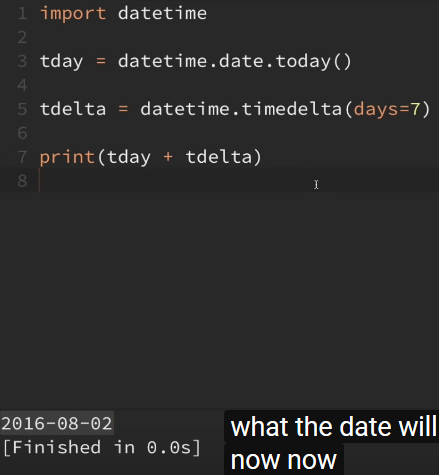 1 import datetime
2
3 tday = datetime.date.today()
4
5 tdelta = datetime.timedelta(days=7)
6
7 print(tday + tdelta)
8
2016-08-02
[Finished in 0.0s]
what the date will
now now